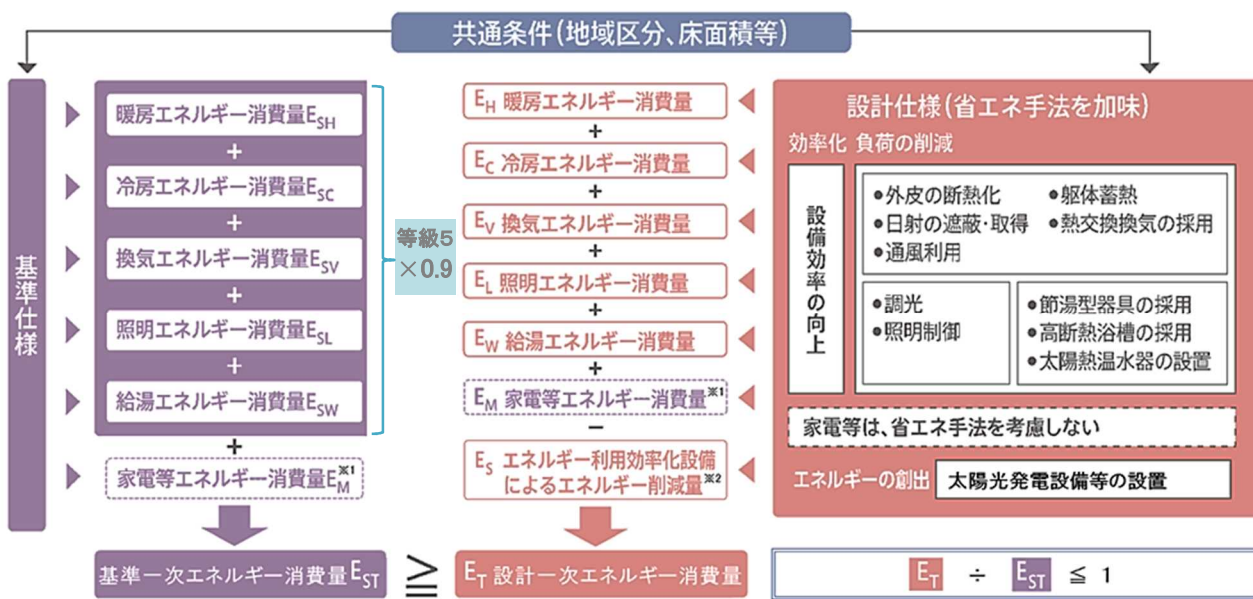 共通条件(地域区分、床面積等)
基準仕様
暖房エネルギー消費量ESH
+
冷房エネルギー消費量ESC
+
換気エネルギー消費量ESV
+
照明エネルギー消費量ESL
+
給湯エネルギー消費量ESW
+
家電等エネルギー消費量EM※1
等級5
×0.9
基準一次エネルギー消費量EST
≧
EH 暖房エネルギー消費量
+
EC 冷房エネルギー消費量
+
EV 換気エネルギー消費量
+
EL 照明エネルギー消費量
+
EW 給湯エネルギー消費量
+
EM 家電等エネルギー消費量※1
−
ES エネルギー利用効率化設備
によるエネルギー削減量※2
ET 設計一次エネルギー消費量
設計仕様(省エネ手法を加味)
効率化 負荷の削減
設備効率の向上
●外皮の断熱化 ●躯体蓄熱
●日射の遮蔽・取得 ●熱交換換気の採用
●通風利用
●調光
●照明制御
●節湯型器具の採用
●高断熱浴槽の採用
●太陽熱温水器の設置
家電等は、省エネ手法を考慮しない
エネルギーの創出 太陽光発電設備等の設置
ET ÷ EST ≦ 1